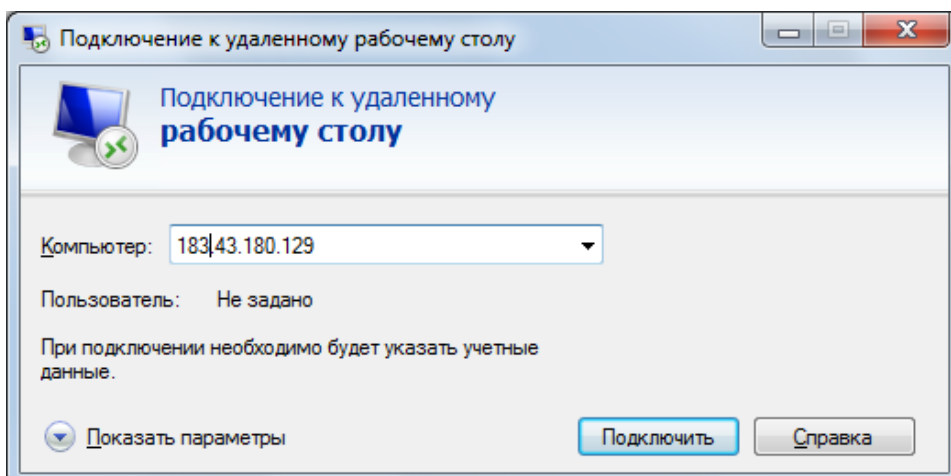 Подключение к удаленному рабочему столу
Подключение к удаленному
рабочему столу
Компьютер: 183.43.180.129
Пользователь: Не задано
При подключении необходимо будет указать учетные
данные.
Показать параметры Подключить Справка